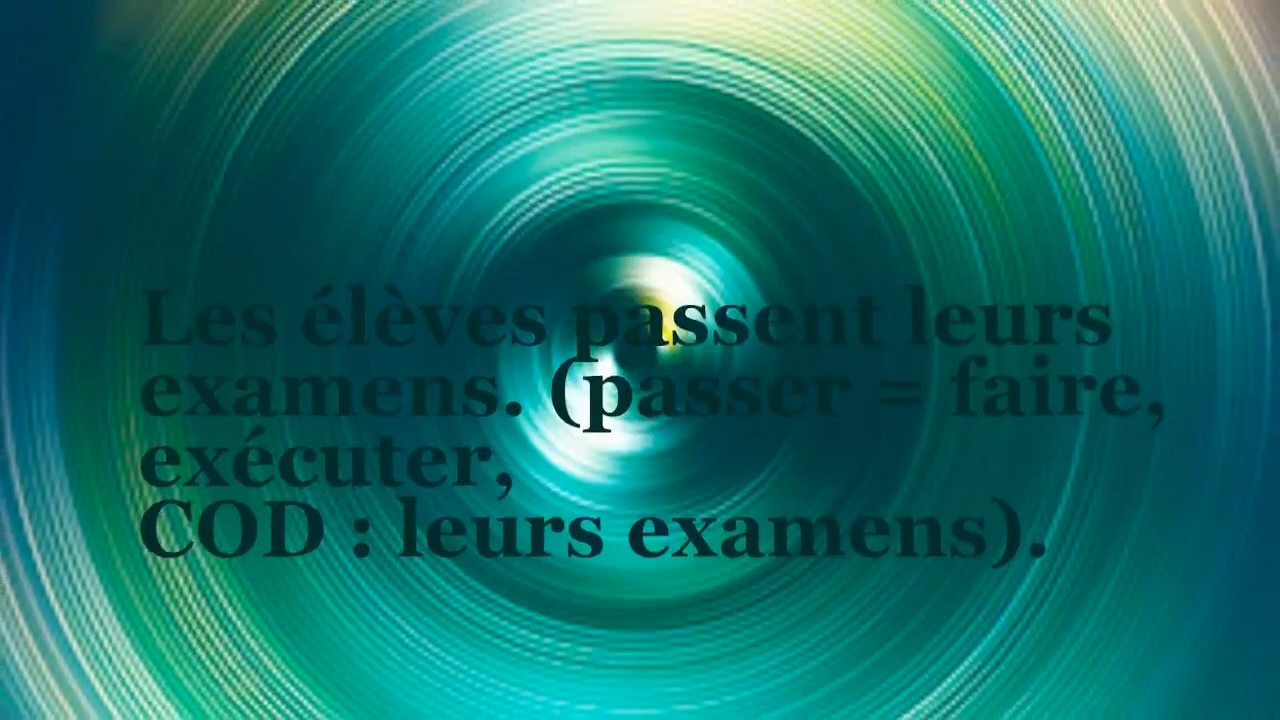 Les élèves passent leurs
examens. (passer = faire,
exécuter,
COD : leurs examens).